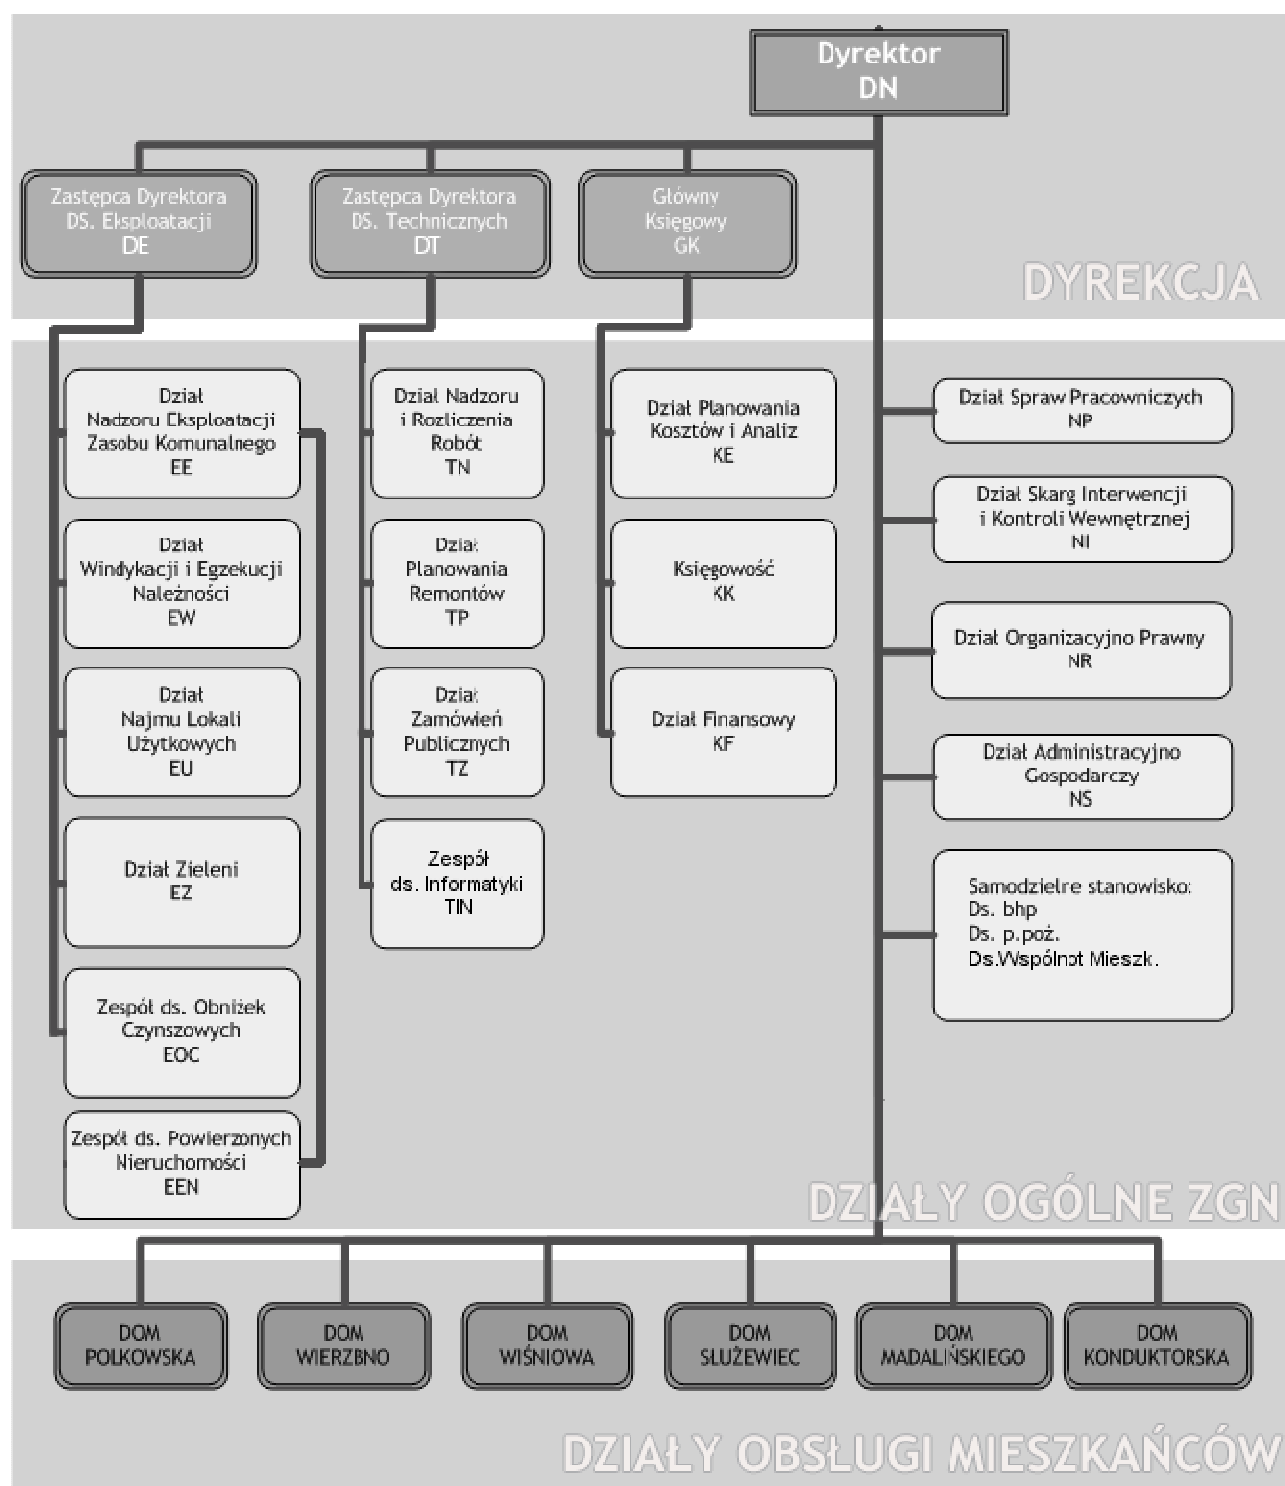 Dyrektor
DN
Zastępca Dyrektora
DS. Eksploatacji
DE
Zastępca Dyrektora
DS. Technicznych
DT
Główny
Księgowy
GK
DYREKCJA
Dział
Nadzoru Eksploatacji
Zasobu Komunalnego
EE
Dział
Windykacji i Egzekucji
Należności
EW
Dział
Najmu Lokali
Użytkowych
EU
Dział Zieleni
EZ
Zespół ds. Obniżek
Czynszowych
EOC
Zespół ds. Powierzonych
Nieruchomości
EEN
Dział Nadzoru
i Rozliczenia
Robót
TN
Dział
Planowania
Remontów
TP
Dział
Zamówień
Publicznych
TZ
Zespół
ds. Informatyki
TIN
Dział Planowania
Kosztów i Analiz
KE
Księgowość
KK
Dział Finansowy
KF
Dział Spraw Pracowniczych
NP
Dział Skarg Interwencji
i Kontroli Wewnętrznej
NI
Dział Organizacyjno Prawny
NR
Dział Administracyjno
Gospodarczy
NS
Samodzielne stanowisko:
Ds. bhp
Ds. p.poż.
Ds.Wspólnot Mieszk.
DZIAŁY OGÓLNE ZGN
DOM
POLKOWSKA
DOM
WIERZBNO
DOM
WIŚNIOWA
DOM
SŁUŻEWIEC
DOM
MADALIŃSKIEGO
DOM
KONDUKTORSKA
DZIAŁY OBSŁUGI MIESZKAŃCÓW